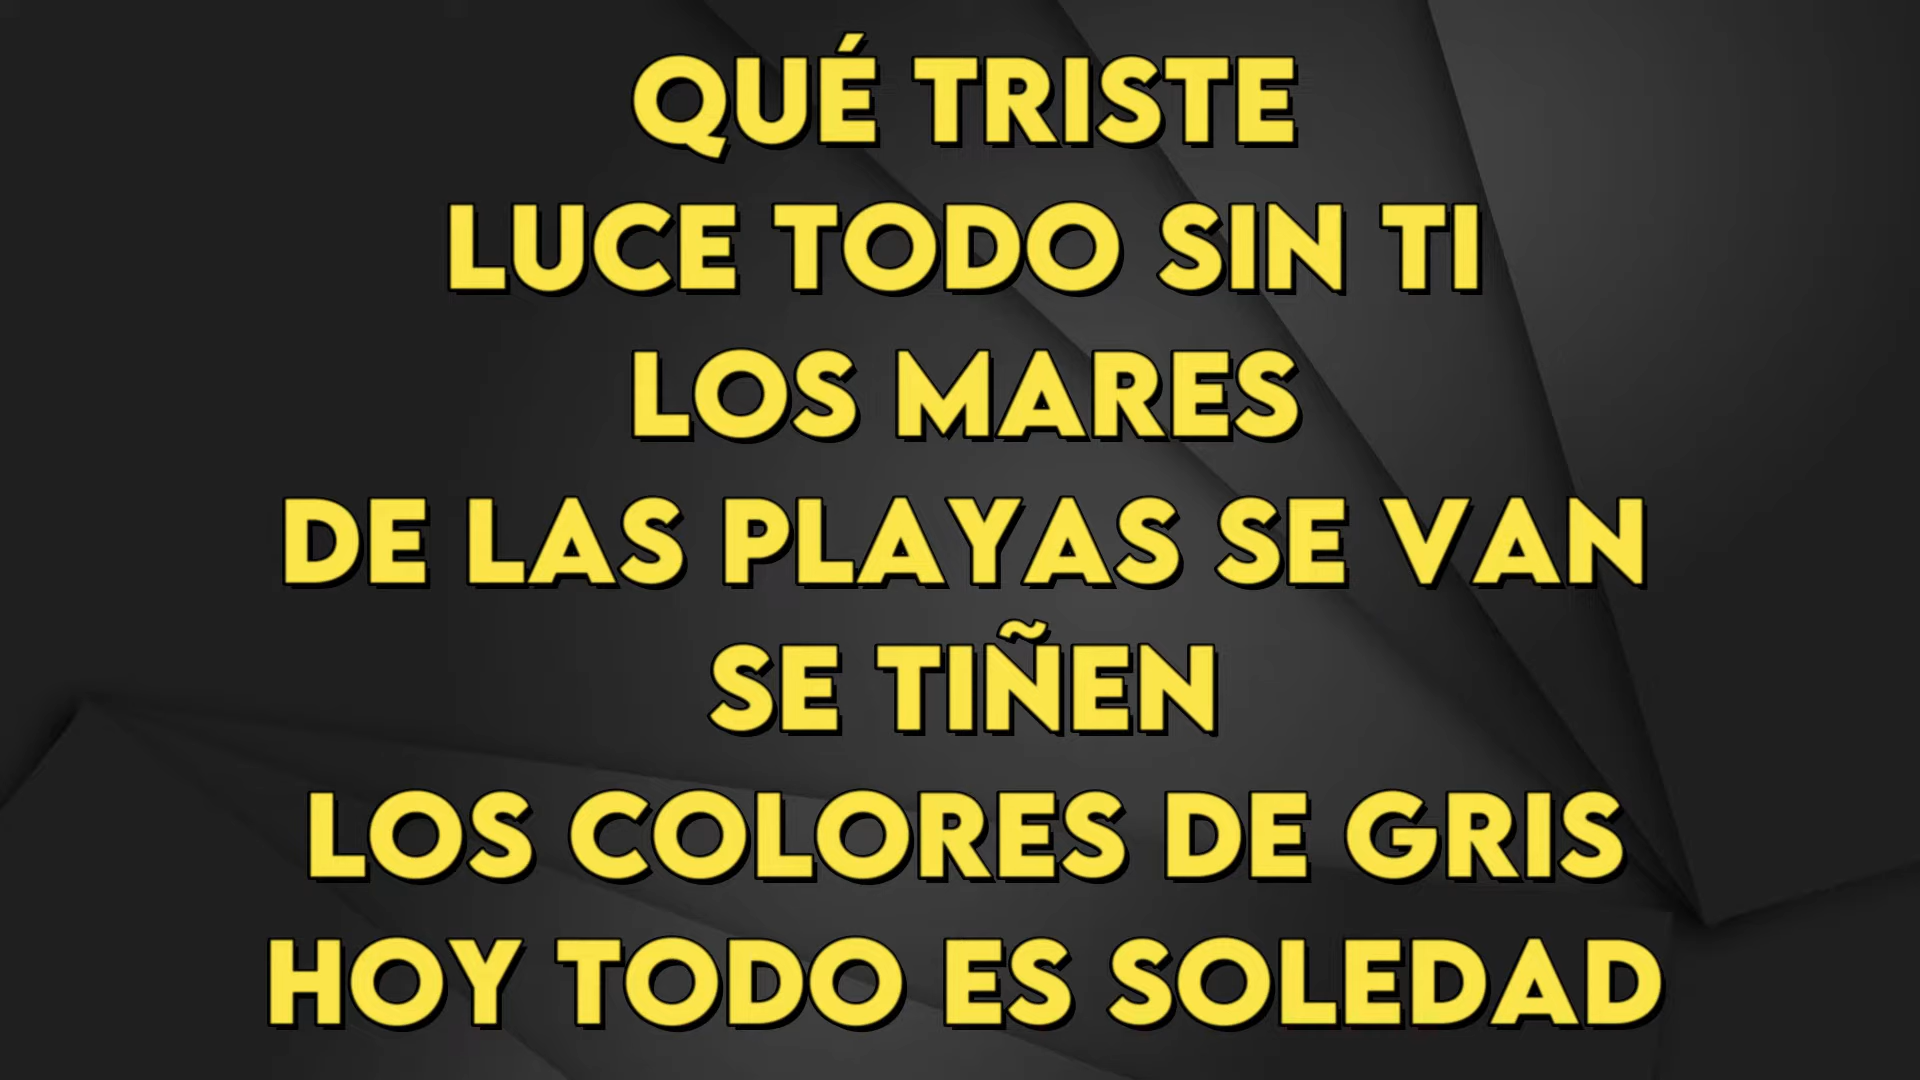 QUÉ TRISTE
LUCE TODO SIN TI
LOS MARES
DE LAS PLAYAS SE VAN
SE TIÑEN
LOS COLORES DE GRIS
HOY TODO ES SOLEDAD